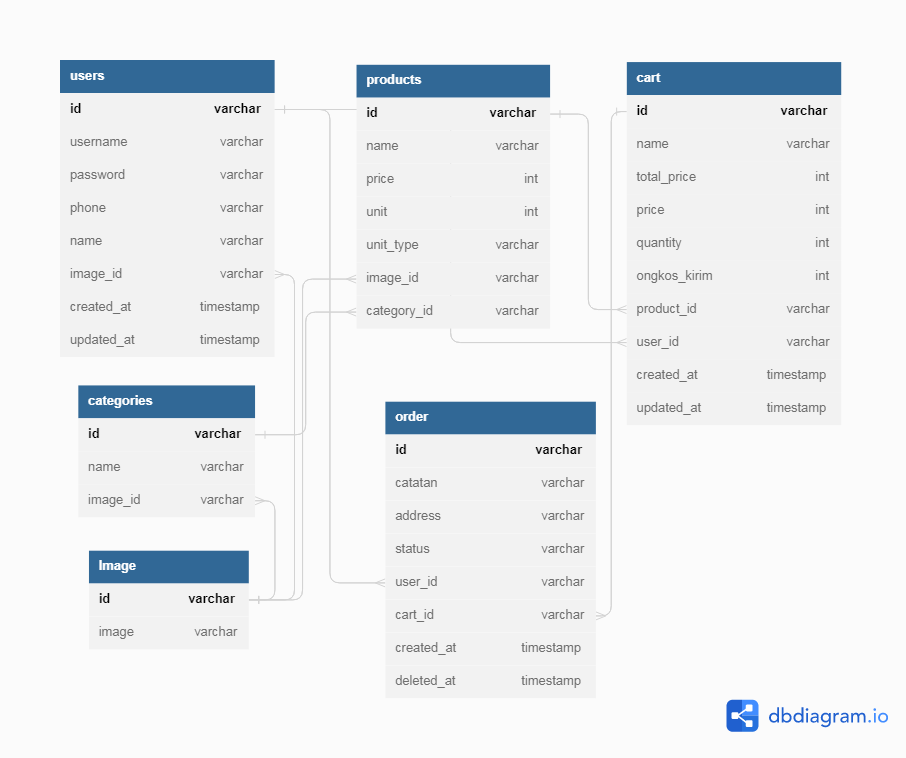 users
id varchar
username varchar
password varchar
phone varchar
name varchar
image_id varchar
created_at timestamp
updated_at timestamp
products
id varchar
name varchar
price int
unit int
unit_type varchar
image_id varchar
category_id varchar
cart
id varchar
name varchar
total_price int
price int
quantity int
ongkos_kirim int
product_id varchar
user_id varchar
created_at timestamp
updated_at timestamp
categories
id varchar
name varchar
image_id varchar
order
id varchar
catatan varchar
address varchar
status varchar
user_id varchar
cart_id varchar
created_at timestamp
deleted_at timestamp
Image
id varchar
image varchar
dbdiagram.io